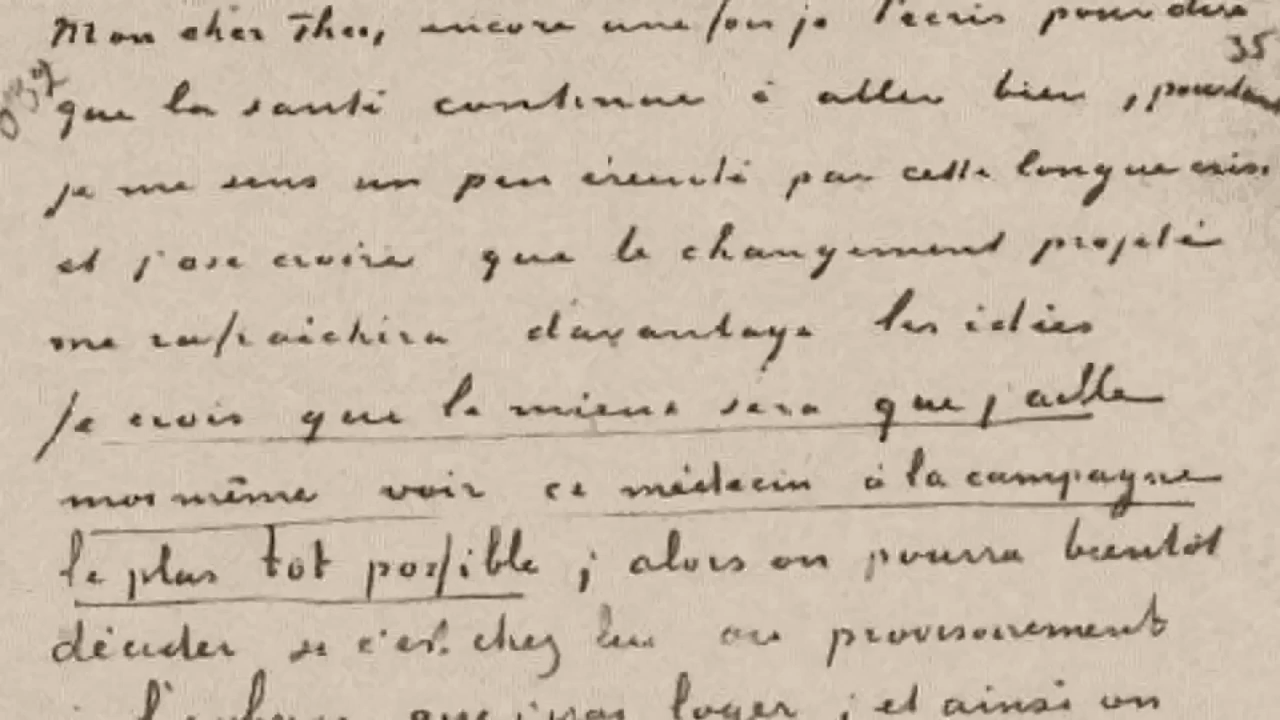 Mon cher Theo, encore une fois je t'ecris pour dire
35
que la santé continue à aller bien, pourtant
je me sens un peu éreinté par cette longue crise
et j'ose croire que le changement projeté
me rafraichira davantage les idées
Je crois que le mieux sera que j'aille
moi même voir ce médecin à la campagne
le plus tot possible ; alors on pourra bientôt
décider si c'est chez lui ou provisoirement
que j'irai loger ; et ainsi on